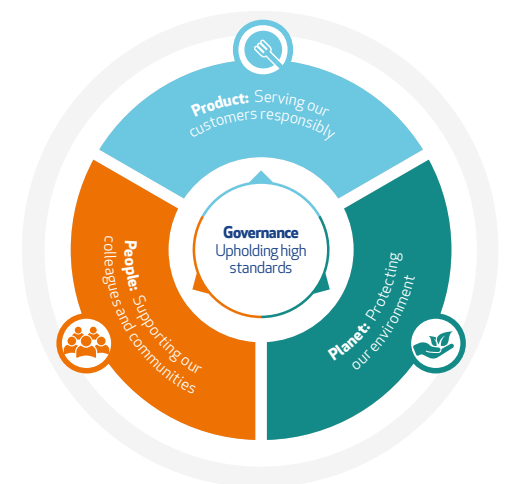 Product: Serving our
customers responsibly
Governance
Upholding high
standards
People: Supporting our
colleagues and communities
Planet: Protecting
our environment